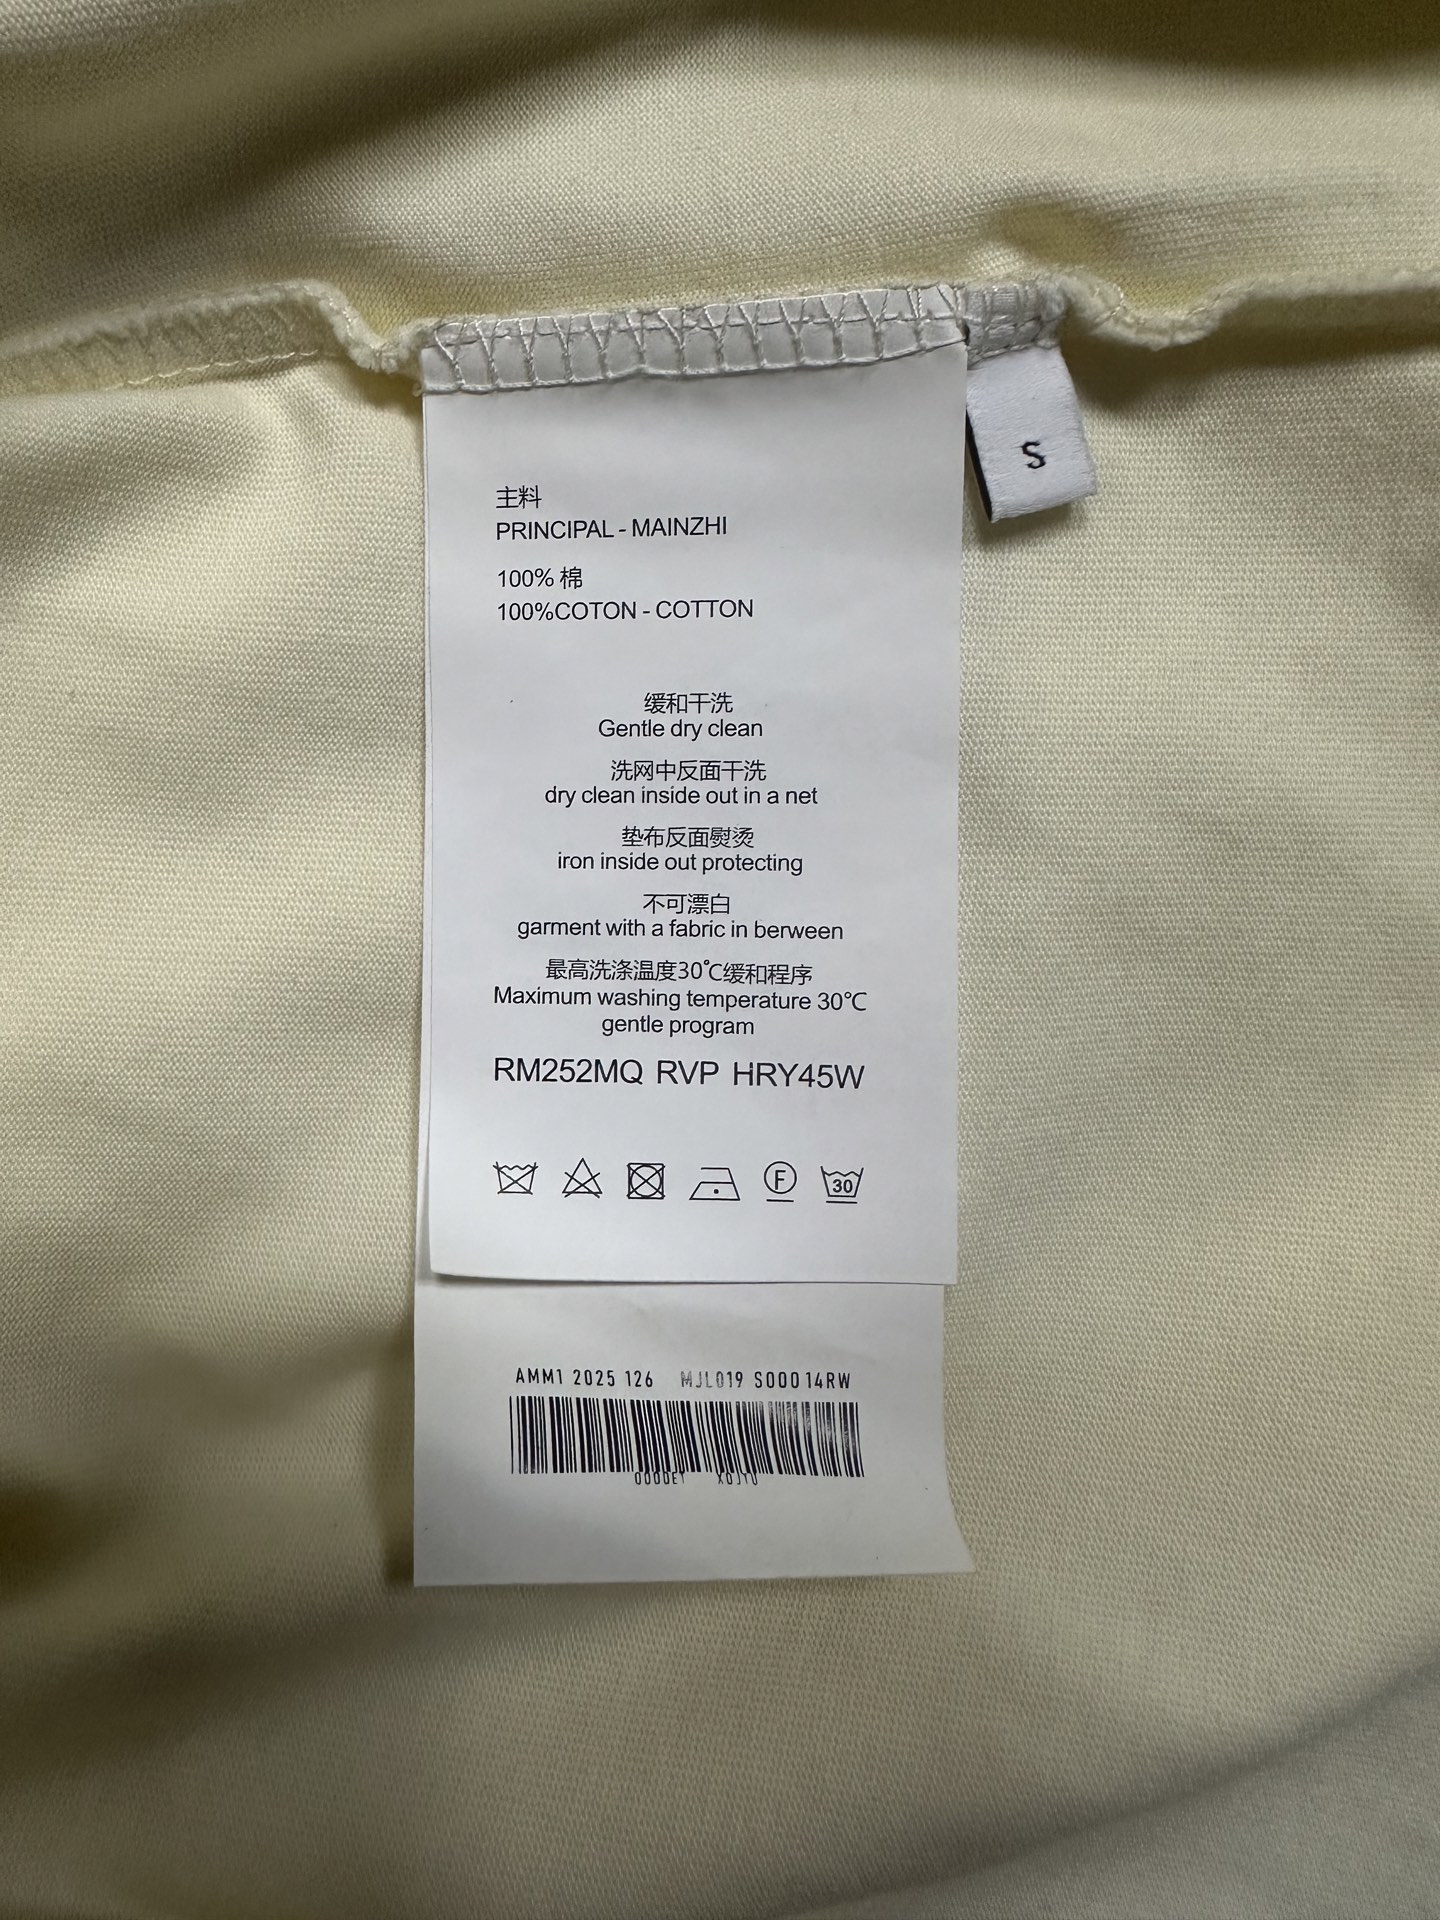 S
主料
PRINCIPAL - MAINZHI
100% 棉
100%COTON - COTTON
缓和干洗
Gentle dry clean
洗网中反面干洗
dry clean inside out in a net
垫布反面熨烫
iron inside out protecting
不可漂白
garment with a fabric in berween
最高洗涤温度30℃缓和程序
Maximum washing temperature 30℃
gentle program
RM252MQ RVP HRY45W
F 30
AMM1 2025 126 MJL019 S00014RW